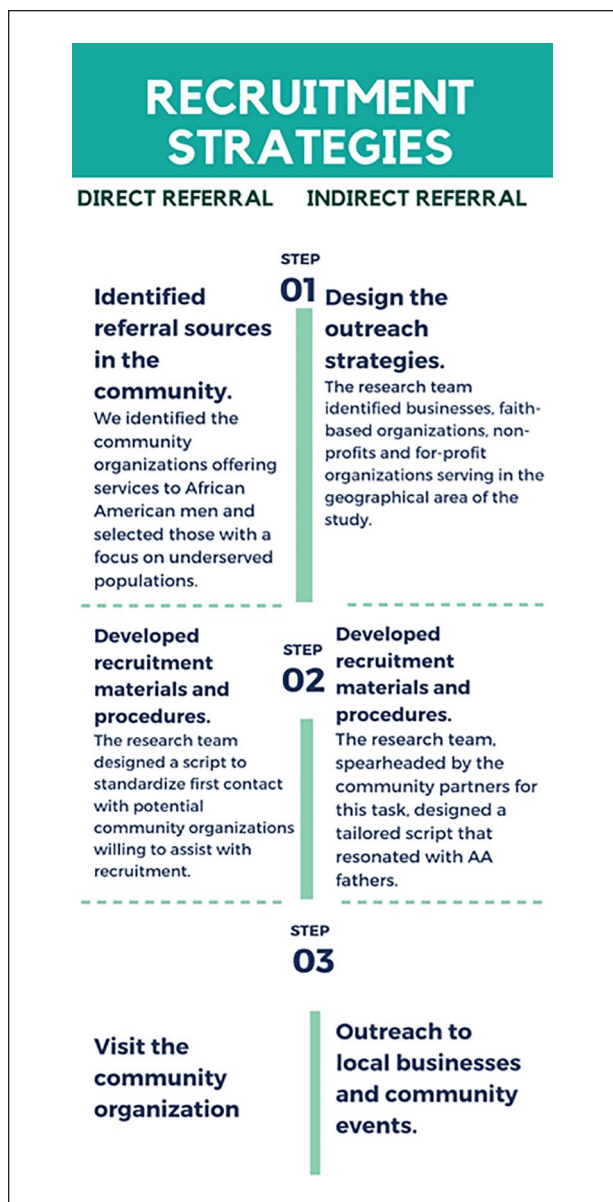 RECRUITMENT
STRATEGIES
DIRECT REFERRAL
INDIRECT REFERRAL
STEP
01
Identified
referral sources
in the
community.
We identified the
community
organizations offering
services to African
American men and
selected those with a
focus on underserved
populations.
Design the
outreach
strategies.
The research team
identified businesses, faith-
based organizations, non-
profits and for-profit
organizations serving in the
geographical area of the
study.
STEP
02
Developed
recruitment
materials and
procedures.
The research team
designed a script to
standardize first contact
with potential
community organizations
willing to assist with
recruitment.
Developed
recruitment
materials and
procedures.
The research team,
spearheaded by the
community partners for
this task, designed a
tailored script that
resonated with AA
fathers.
STEP
03
Visit the
community
organization
Outreach to
local businesses
and community
events.